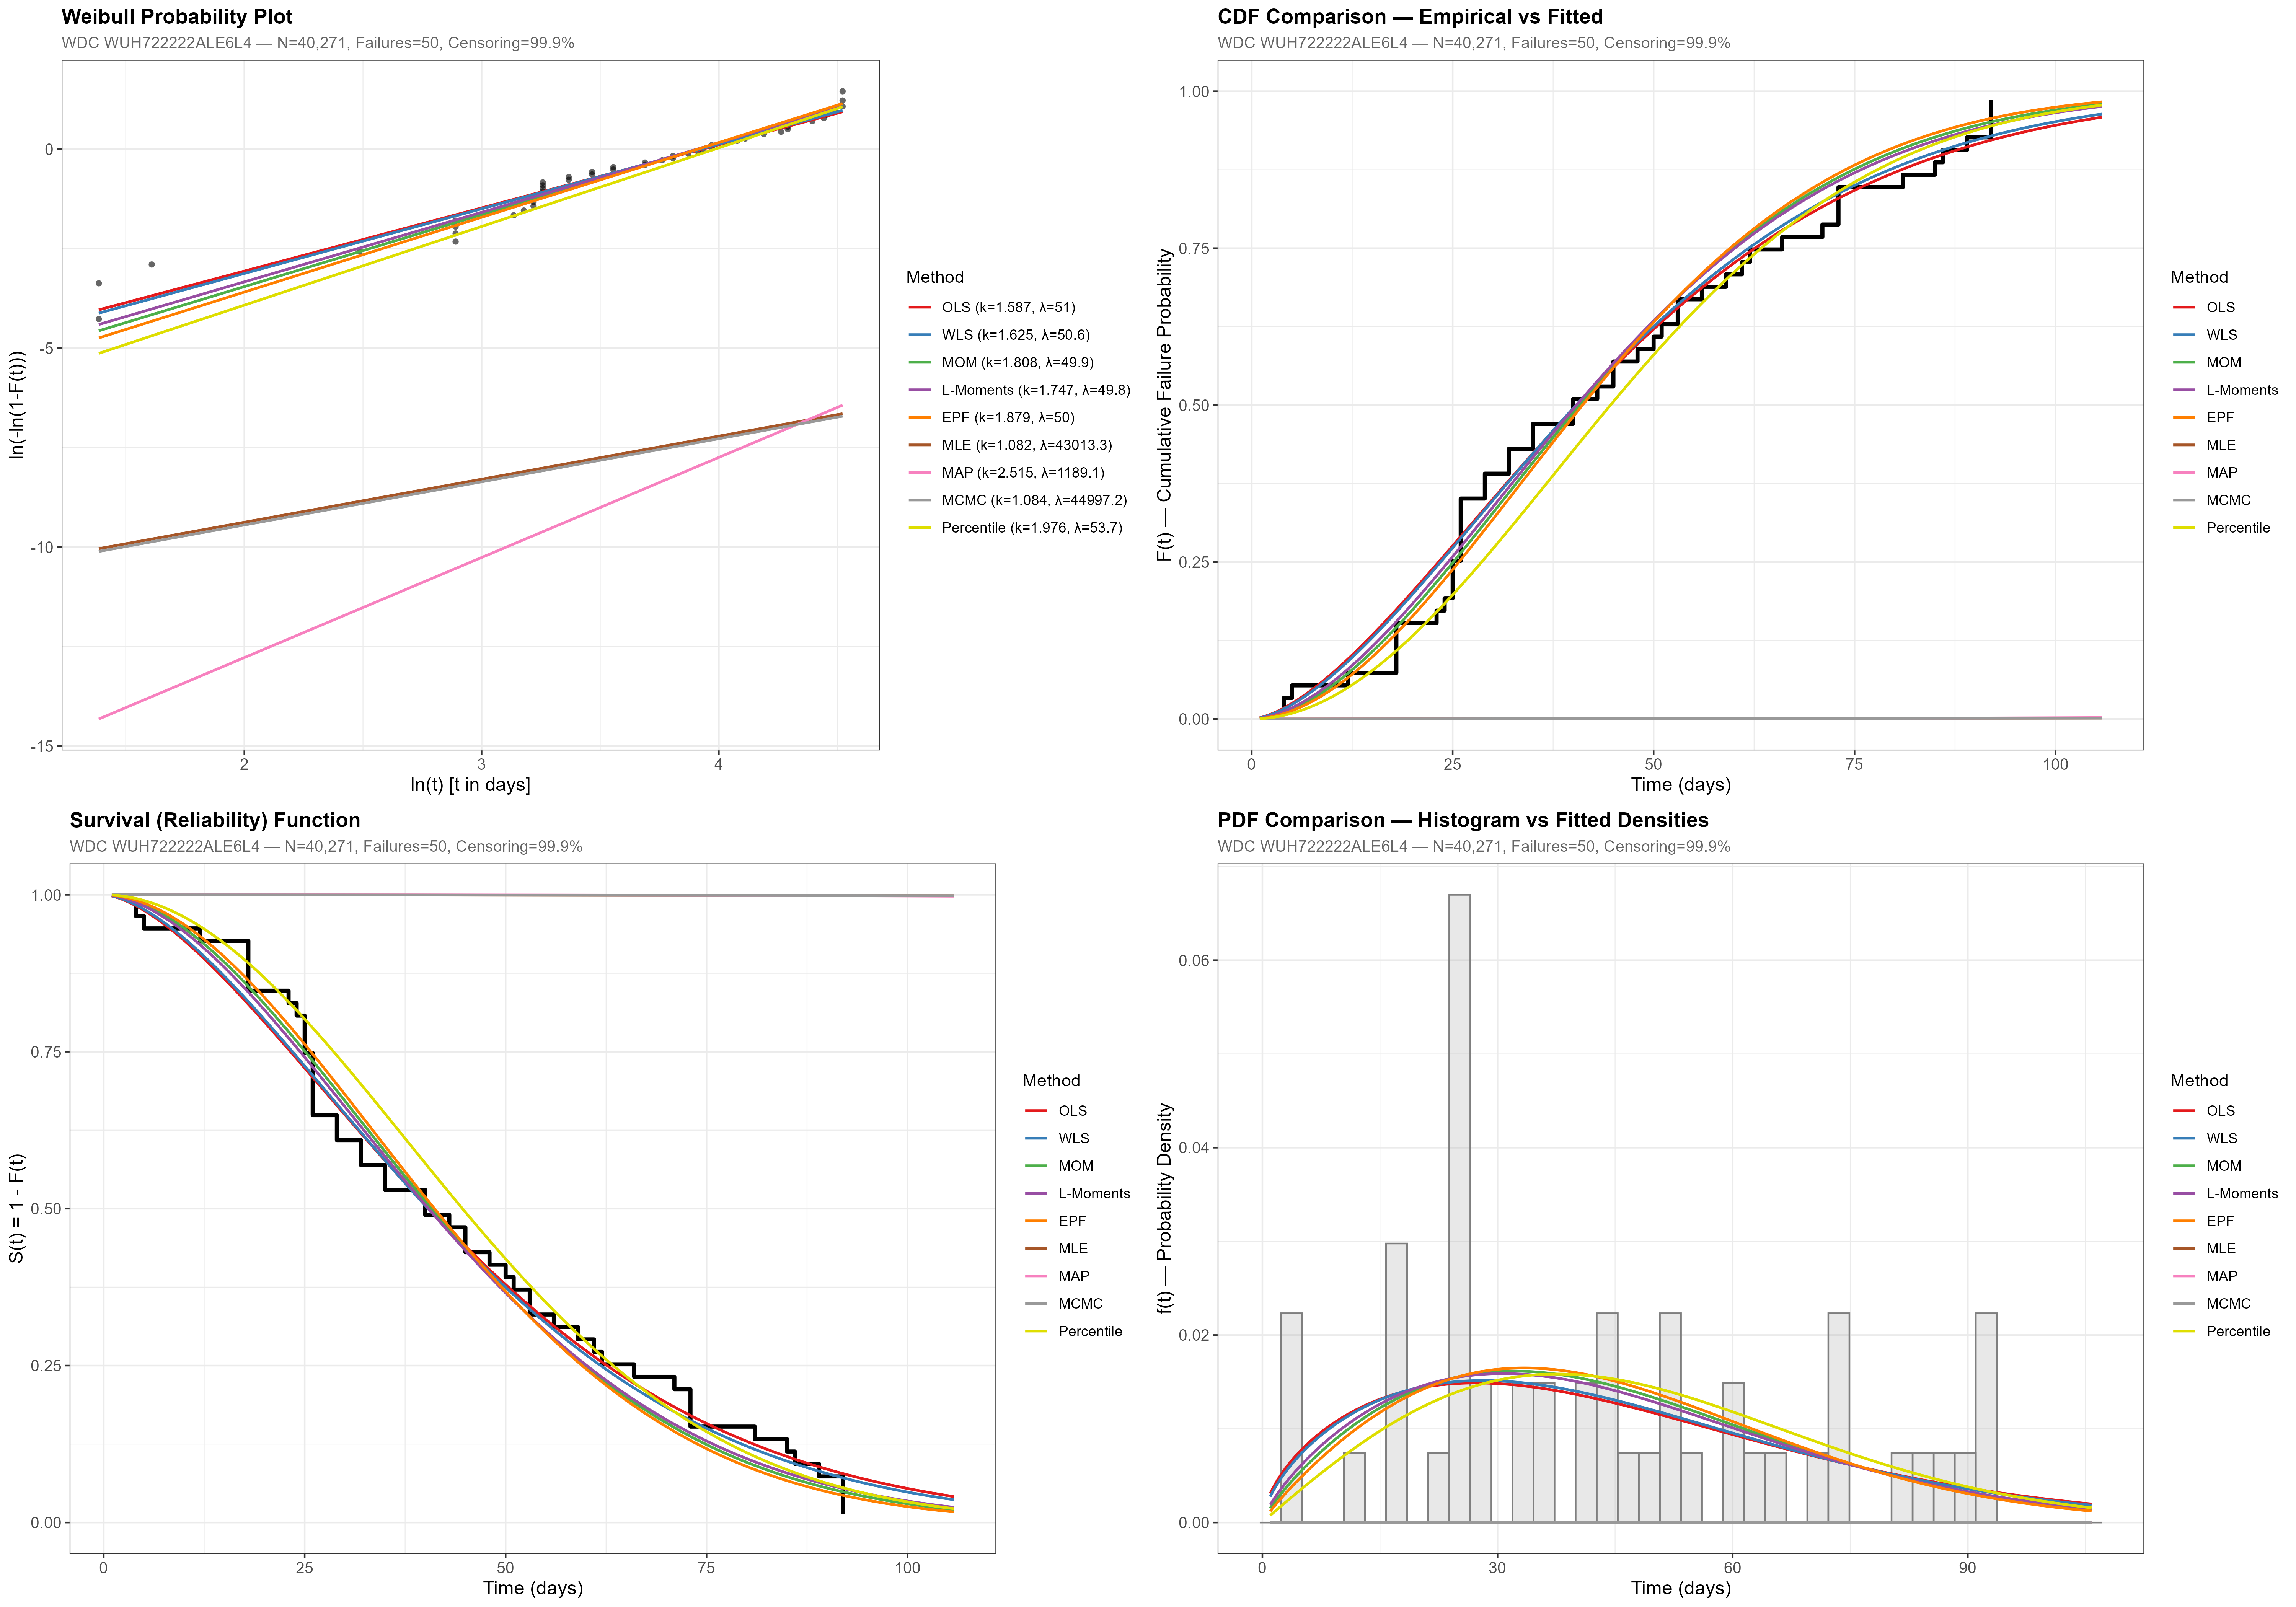 Weibull Probability Plot
WDC WUH722222ALE6L4 — N=40,271, Failures=50, Censoring=99.9%
ln(-ln(1-F(t)))
0
-5
-10
-15
2
3
4
ln(t) [t in days]
Method
OLS (k=1.587, λ=51)
WLS (k=1.625, λ=50.6)
MOM (k=1.808, λ=49.9)
L-Moments (k=1.747, λ=49.8)
EPF (k=1.879, λ=50)
MLE (k=1.082, λ=43013.3)
MAP (k=2.515, λ=1189.1)
MCMC (k=1.084, λ=44997.2)
Percentile (k=1.976, λ=53.7)
CDF Comparison — Empirical vs Fitted
WDC WUH722222ALE6L4 — N=40,271, Failures=50, Censoring=99.9%
F(t) — Cumulative Failure Probability
1.00
0.75
0.50
0.25
0.00
0
25
50
75
100
Time (days)
Method
OLS
WLS
MOM
L-Moments
EPF
MLE
MAP
MCMC
Percentile
Survival (Reliability) Function
WDC WUH722222ALE6L4 — N=40,271, Failures=50, Censoring=99.9%
S(t) = 1 - F(t)
1.00
0.75
0.50
0.25
0.00
0
25
50
75
100
Time (days)
Method
OLS
WLS
MOM
L-Moments
EPF
MLE
MAP
MCMC
Percentile
PDF Comparison — Histogram vs Fitted Densities
WDC WUH722222ALE6L4 — N=40,271, Failures=50, Censoring=99.9%
f(t) — Probability Density
0.06
0.04
0.02
0.00
0
30
60
90
Time (days)
Method
OLS
WLS
MOM
L-Moments
EPF
MLE
MAP
MCMC
Percentile